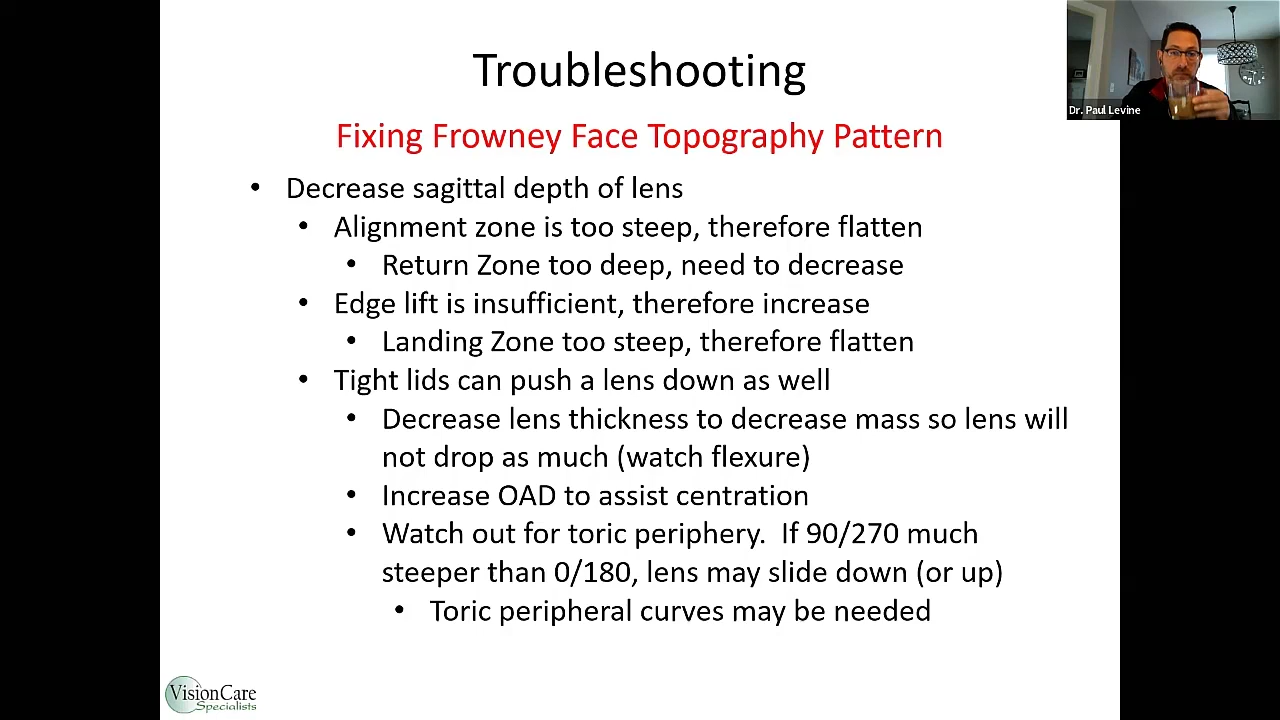 Troubleshooting
Dr. Paul Levine
Fixing Frowney Face Topography Pattern
• Decrease sagittal depth of lens
• Alignment zone is too steep, therefore flatten
• Return Zone too deep, need to decrease
• Edge lift is insufficient, therefore increase
• Landing Zone too steep, therefore flatten
• Tight lids can push a lens down as well
• Decrease lens thickness to decrease mass so lens will
not drop as much (watch flexure)
• Increase OAD to assist centration
• Watch out for toric periphery.  If 90/270 much
steeper than 0/180, lens may slide down (or up)
• Toric peripheral curves may be needed
VisionCare
Specialists